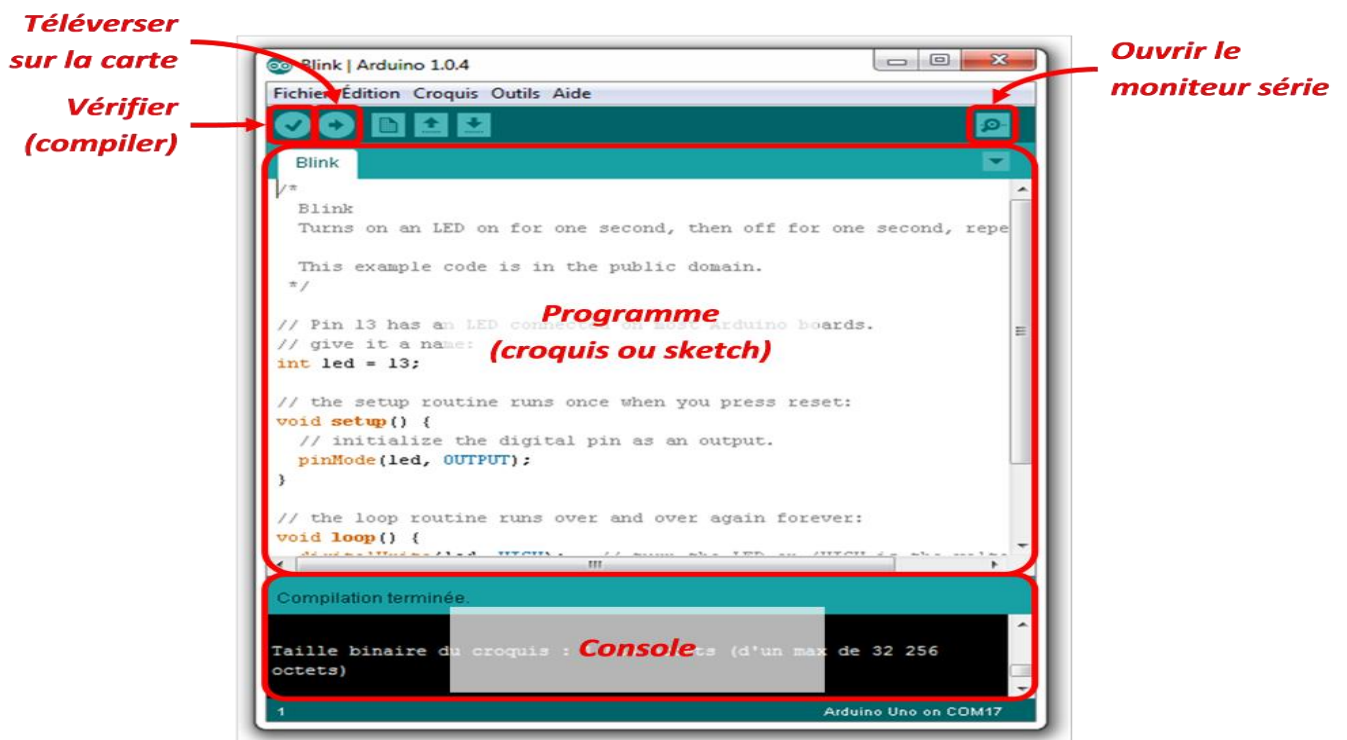 Téléverser
sur la carte
Vérifier
(compiler)
Ouvrir le
moniteur série
Blink | Arduino 1.0.4
Fichier Édition Croquis Outils Aide
Blink
/*
Blink
Turns on an LED on for one second, then off for one second, repe
This example code is in the public domain.
*/
Programme
(croquis ou sketch)
// Pin 13 has an LED connected on most Arduino boards.
// give it a name:
int led = 13;
// the setup routine runs once when you press reset:
void setup() {
// initialize the digital pin as an output.
pinMode(led, OUTPUT);
}
// the loop routine runs over and over again forever:
void loop() {
Compilation terminée.
Console
Taille binaire du croquis : (d'un max de 32 256
octets)
1
Arduino Uno on COM17